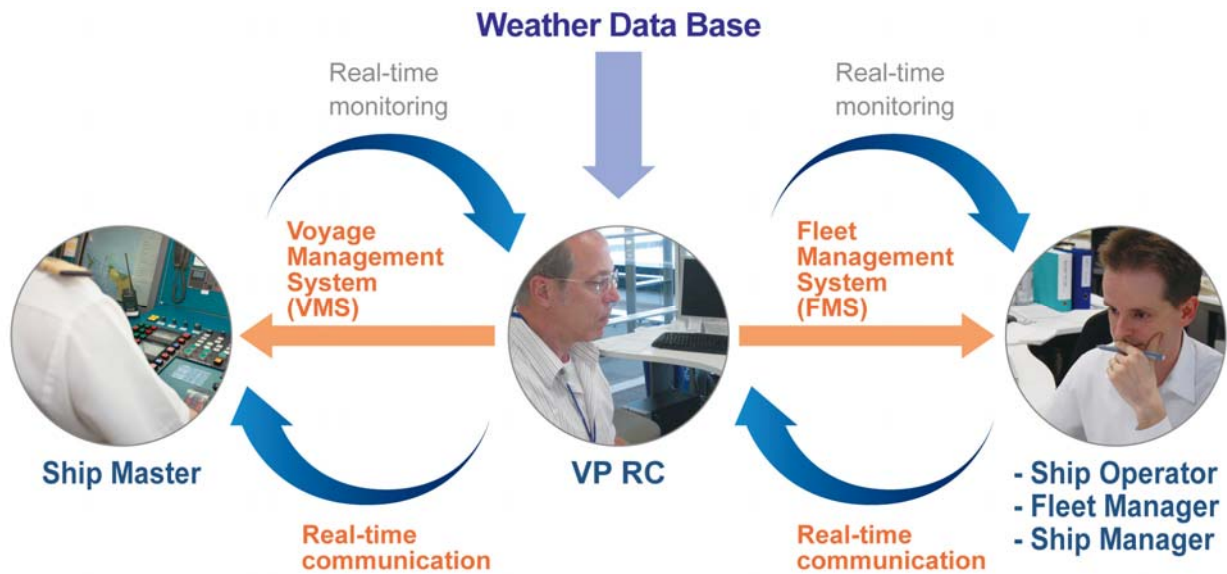 Weather Data Base
Real-time
monitoring
Real-time
monitoring
Voyage
Management
System
(VMS)
Fleet
Management
System
(FMS)
Ship Master
VP RC
- Ship Operator
- Fleet Manager
- Ship Manager
Real-time
communication
Real-time
communication